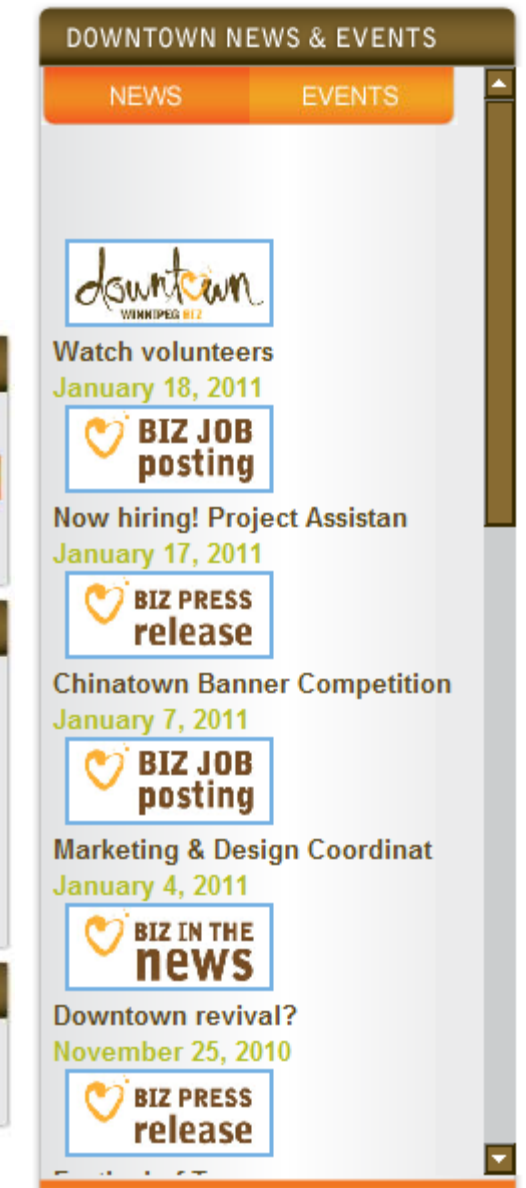 DOWNTOWN NEWS & EVENTS
NEWS EVENTS
downtown
WINNIPEG BIZ
Watch volunteers
January 18, 2011
BIZ JOB
posting
Now hiring! Project Assistan
January 17, 2011
BIZ PRESS
release
Chinatown Banner Competition
January 7, 2011
BIZ JOB
posting
Marketing & Design Coordinat
January 4, 2011
BIZ IN THE
news
Downtown revival?
November 25, 2010
BIZ PRESS
release